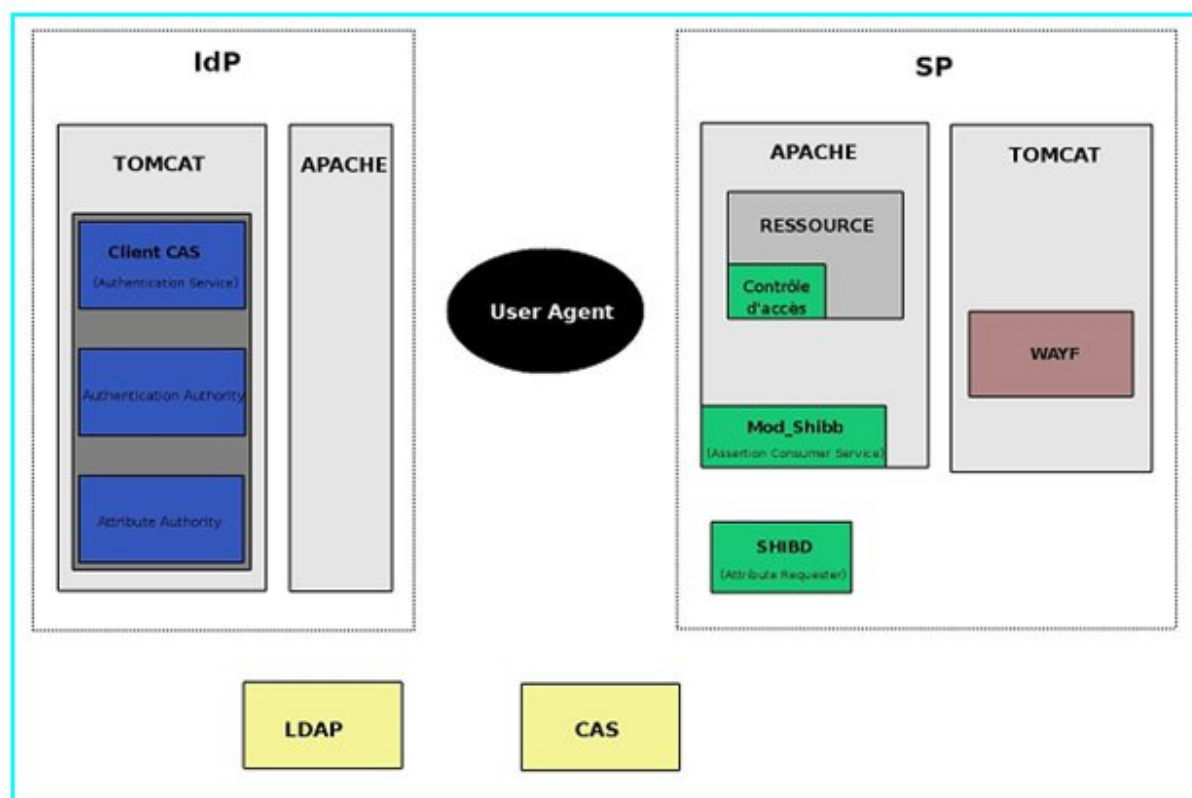 IdP
TOMCAT
APACHE
Client CAS
(Authentication Service)
Authentication Authority
Attribute Authority
User Agent
SP
APACHE
TOMCAT
RESSOURCE
Contrôle
d'accès
WAYF
Mod_Shibb
(Assertion Consumer Service)
SHIBD
(Attribute Requester)
LDAP
CAS